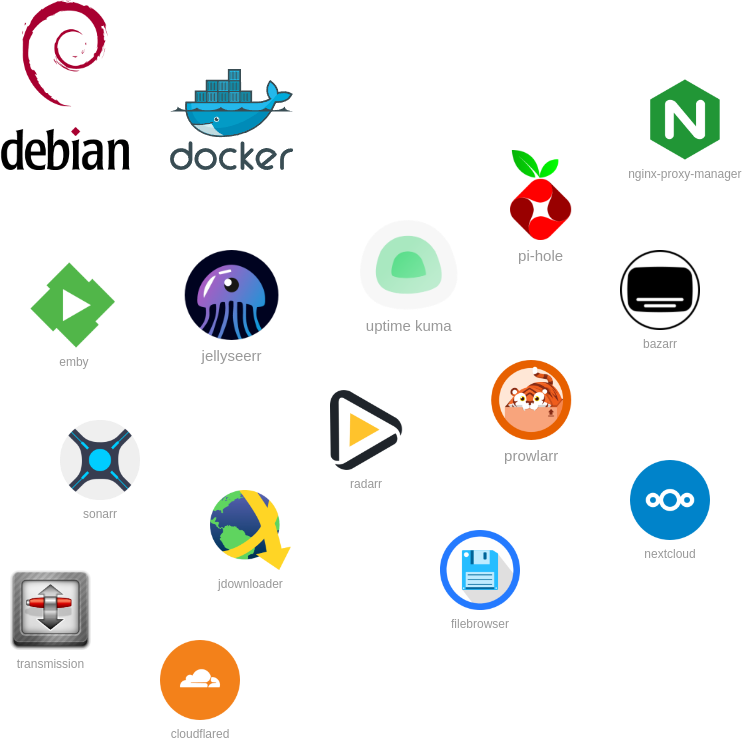 debian
docker
nginx-proxy-manager
pi-hole
uptime kuma
emby
jellyseerr
bazarr
prowlarr
radarr
sonarr
nextcloud
jdownloader
filebrowser
transmission
cloudflared